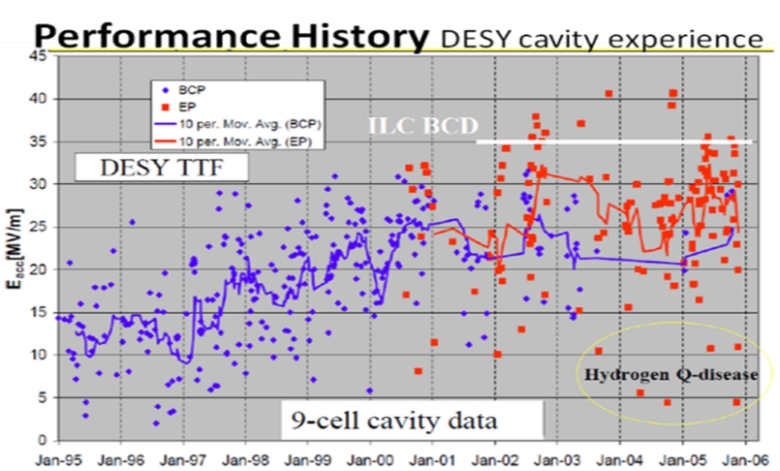 Performance History DESY cavity experience
45
40
35
30
25
20
15
10
5
0
Eacc[MV/m]
BCP
EP
10 per. Mov. Avg. (BCP)
10 per. Mov. Avg. (EP)
ILC BCD
DESY TTF
Hydrogen Q-disease
9-cell cavity data
Jan-95 Jan-96 Jan-97 Jan-98 Jan-99 Jan-00 Jan-01 Jan-02 Jan-03 Jan-04 Jan-05 Jan-06